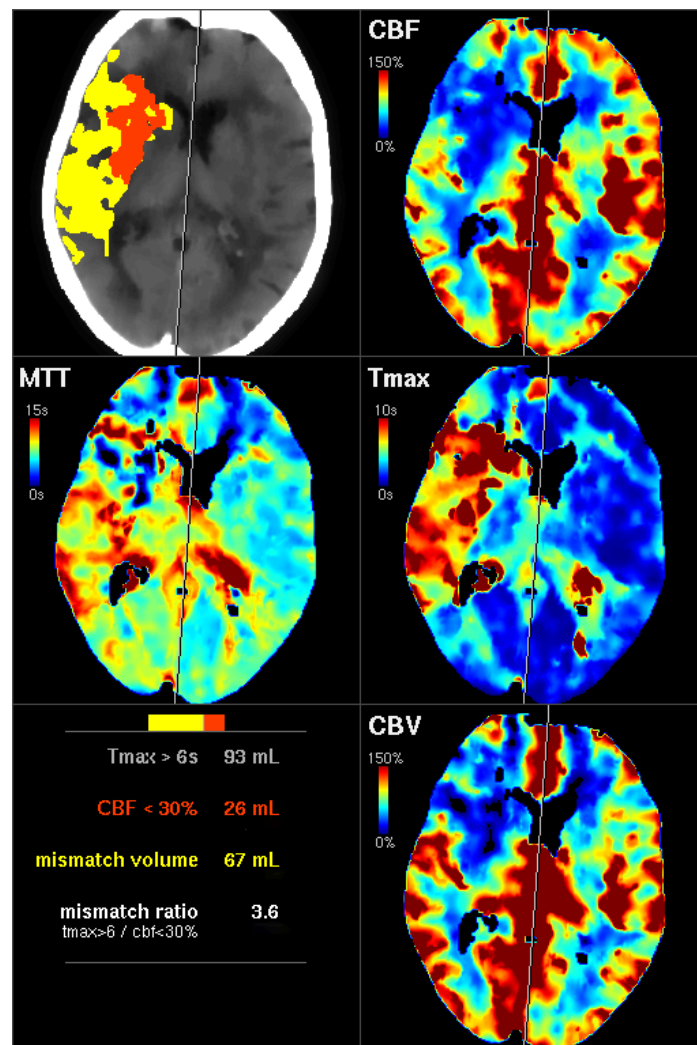 CBF
150%
0%
MTT
15s
0s
Tmax
10s
0s
Tmax > 6s 93 mL
CBF < 30% 26 mL
mismatch volume 67 mL
mismatch ratio 3.6
tmax>6 / cbf<30%
CBV
150%
0%